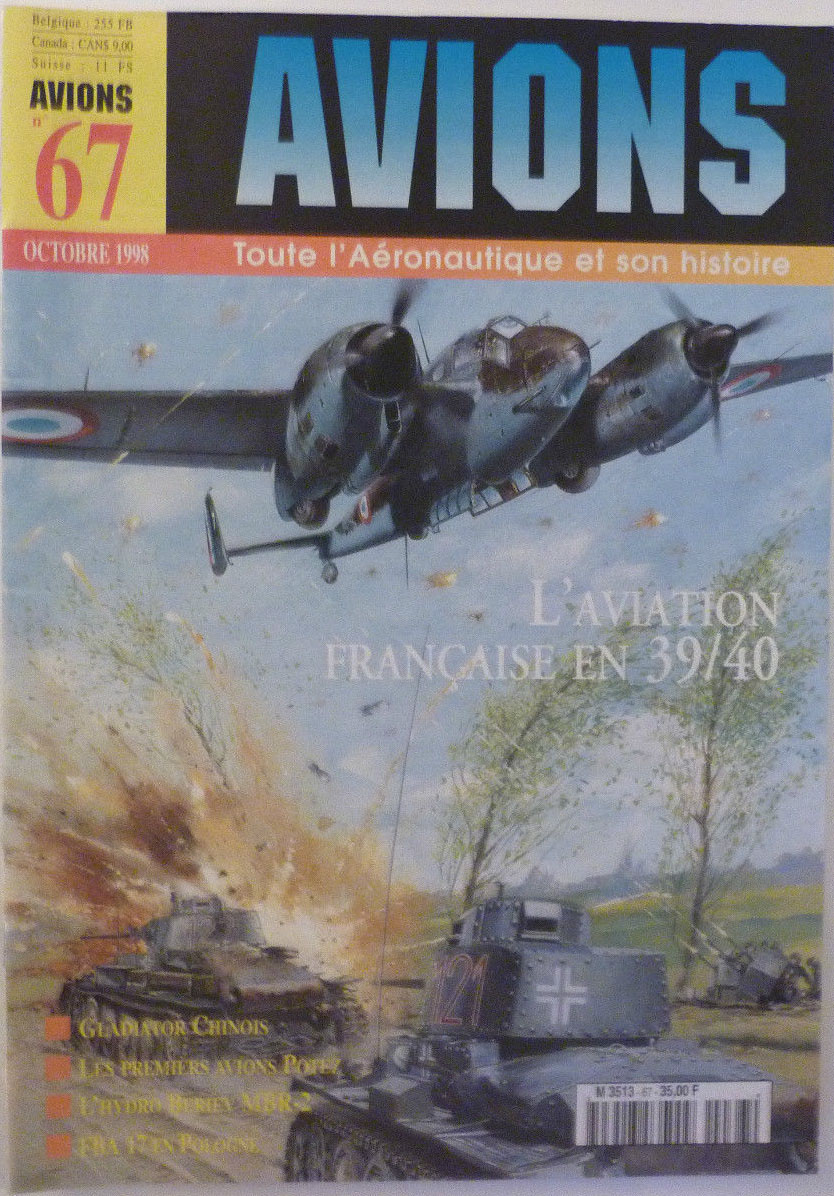 Belgique : 255 FB
Canada : CAN$ 9,00
Suisse : 11 FS
AVIONS
n° 67
OCTOBRE 1998
AVIONS
Toute l'Aéronautique et son histoire
L'AVIATION
FRANÇAISE EN 39/40
121
GLADIATOR CHINOIS
LES PREMIERS AVIONS POTEZ
L'HYDRO BERIEV MBR-2
FBA 17 EN POLOGNE
M 3513 - 67 - 35,00 F